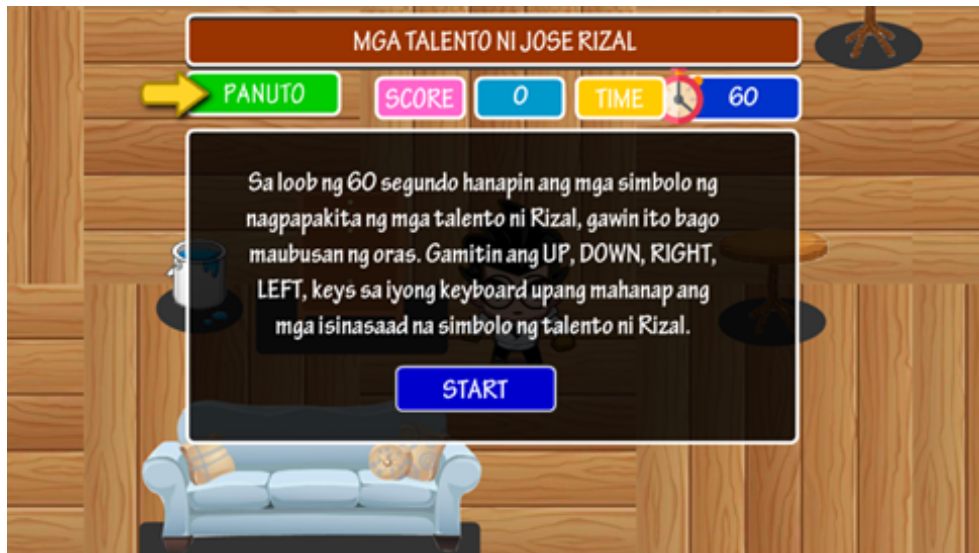 MGA TALENTO NI JOSE RIZAL
PANUTO SCORE 0 TIME 60
Sa loob ng 60 segundo hanapin ang mga simbolo ng
nagpapakita ng mga talento ni Rizal, gawin ito bago
maubusan ng oras. Gamitin ang UP, DOWN, RIGHT,
LEFT, keys sa iyong keyboard upang mahanap ang
mga isinasaad na simbolo ng talento ni Rizal.
START